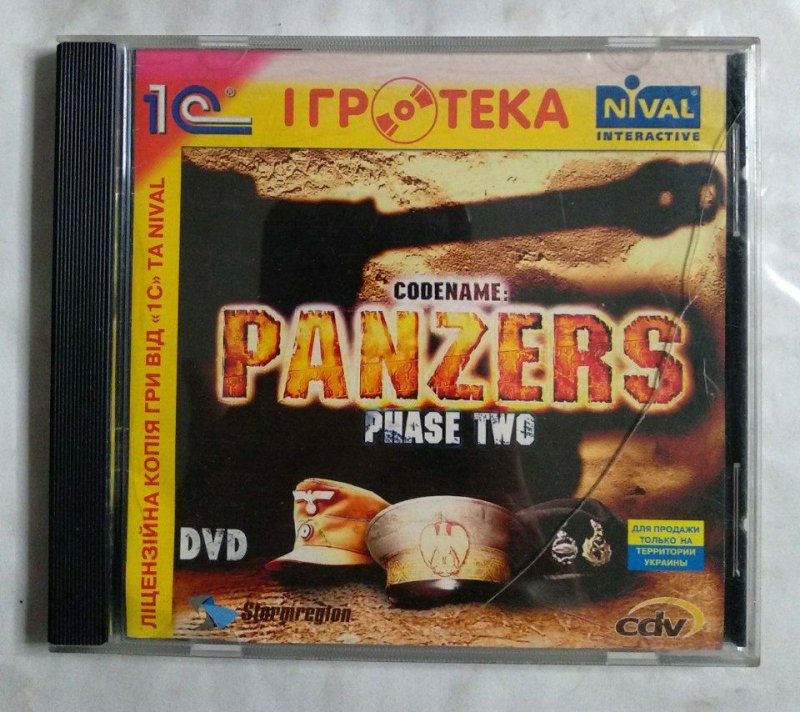 1С®
ІГРОТЕКА
NIVAL
INTERACTIVE
ЛІЦЕНЗІЙНА КОПІЯ ГРИ ВІД «1С» ТА NIVAL
CODENAME:
PANZERS
PHASE TWO
DVD
ДЛЯ ПРОДАЖИ
ТОЛЬКО НА
ТЕРРИТОРИИ
УКРАИНЫ
Stormregion
cdv